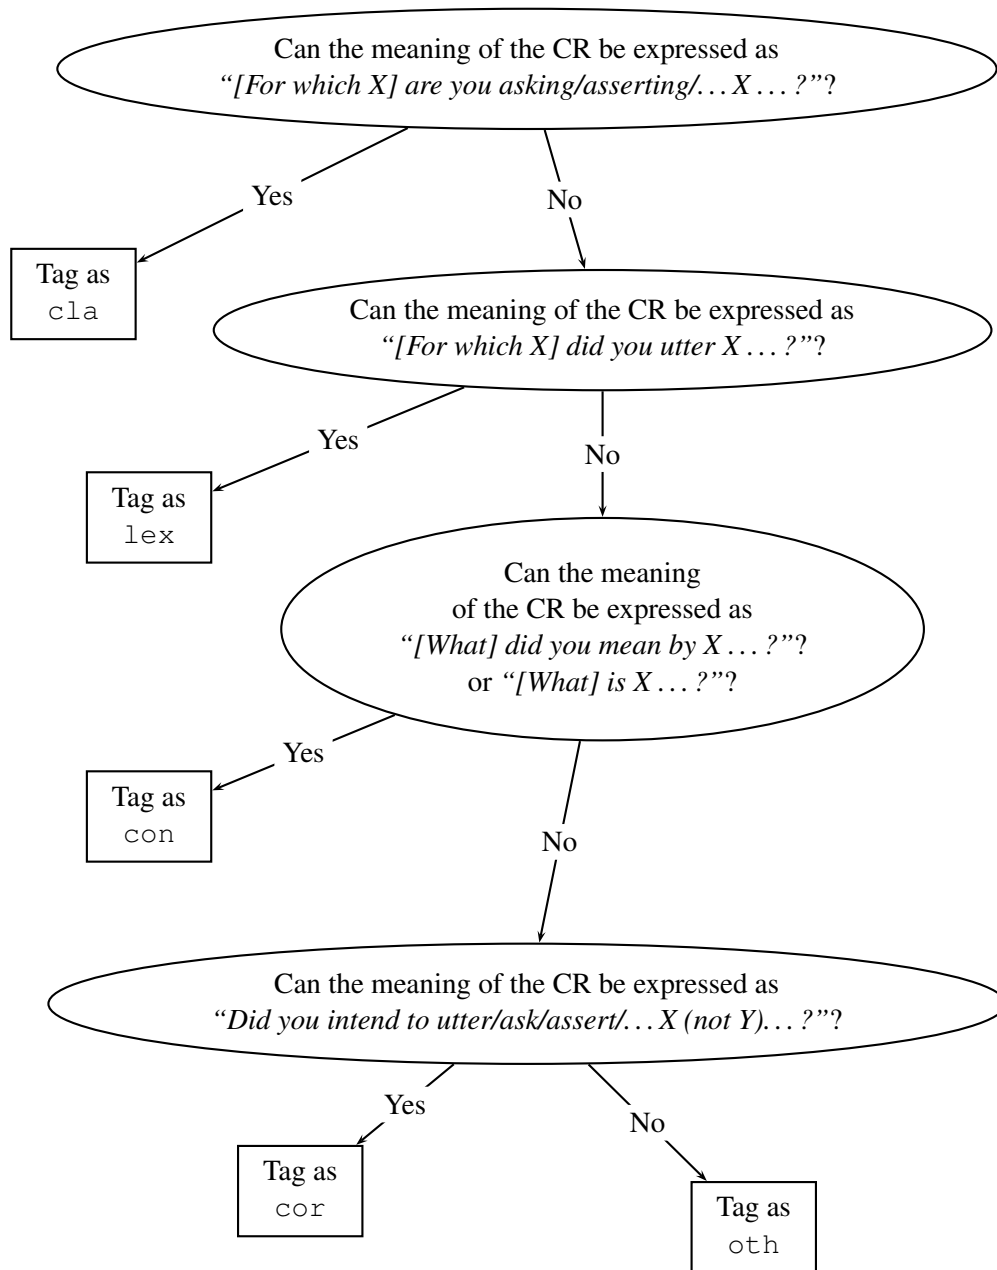 Can the meaning of the CR be expressed as
“[For which X] are you asking/asserting/. . . X . . . ?”?
Yes
No
Tag as
cla
Can the meaning of the CR be expressed as
“[For which X] did you utter X . . . ?”?
Yes
No
Tag as
lex
Can the meaning
of the CR be expressed as
“[What] did you mean by X . . . ?”?
or “[What] is X . . . ?”?
Yes
No
Tag as
con
Can the meaning of the CR be expressed as
“Did you intend to utter/ask/assert/. . . X (not Y). . . ?”?
Yes
No
Tag as
cor
Tag as
oth